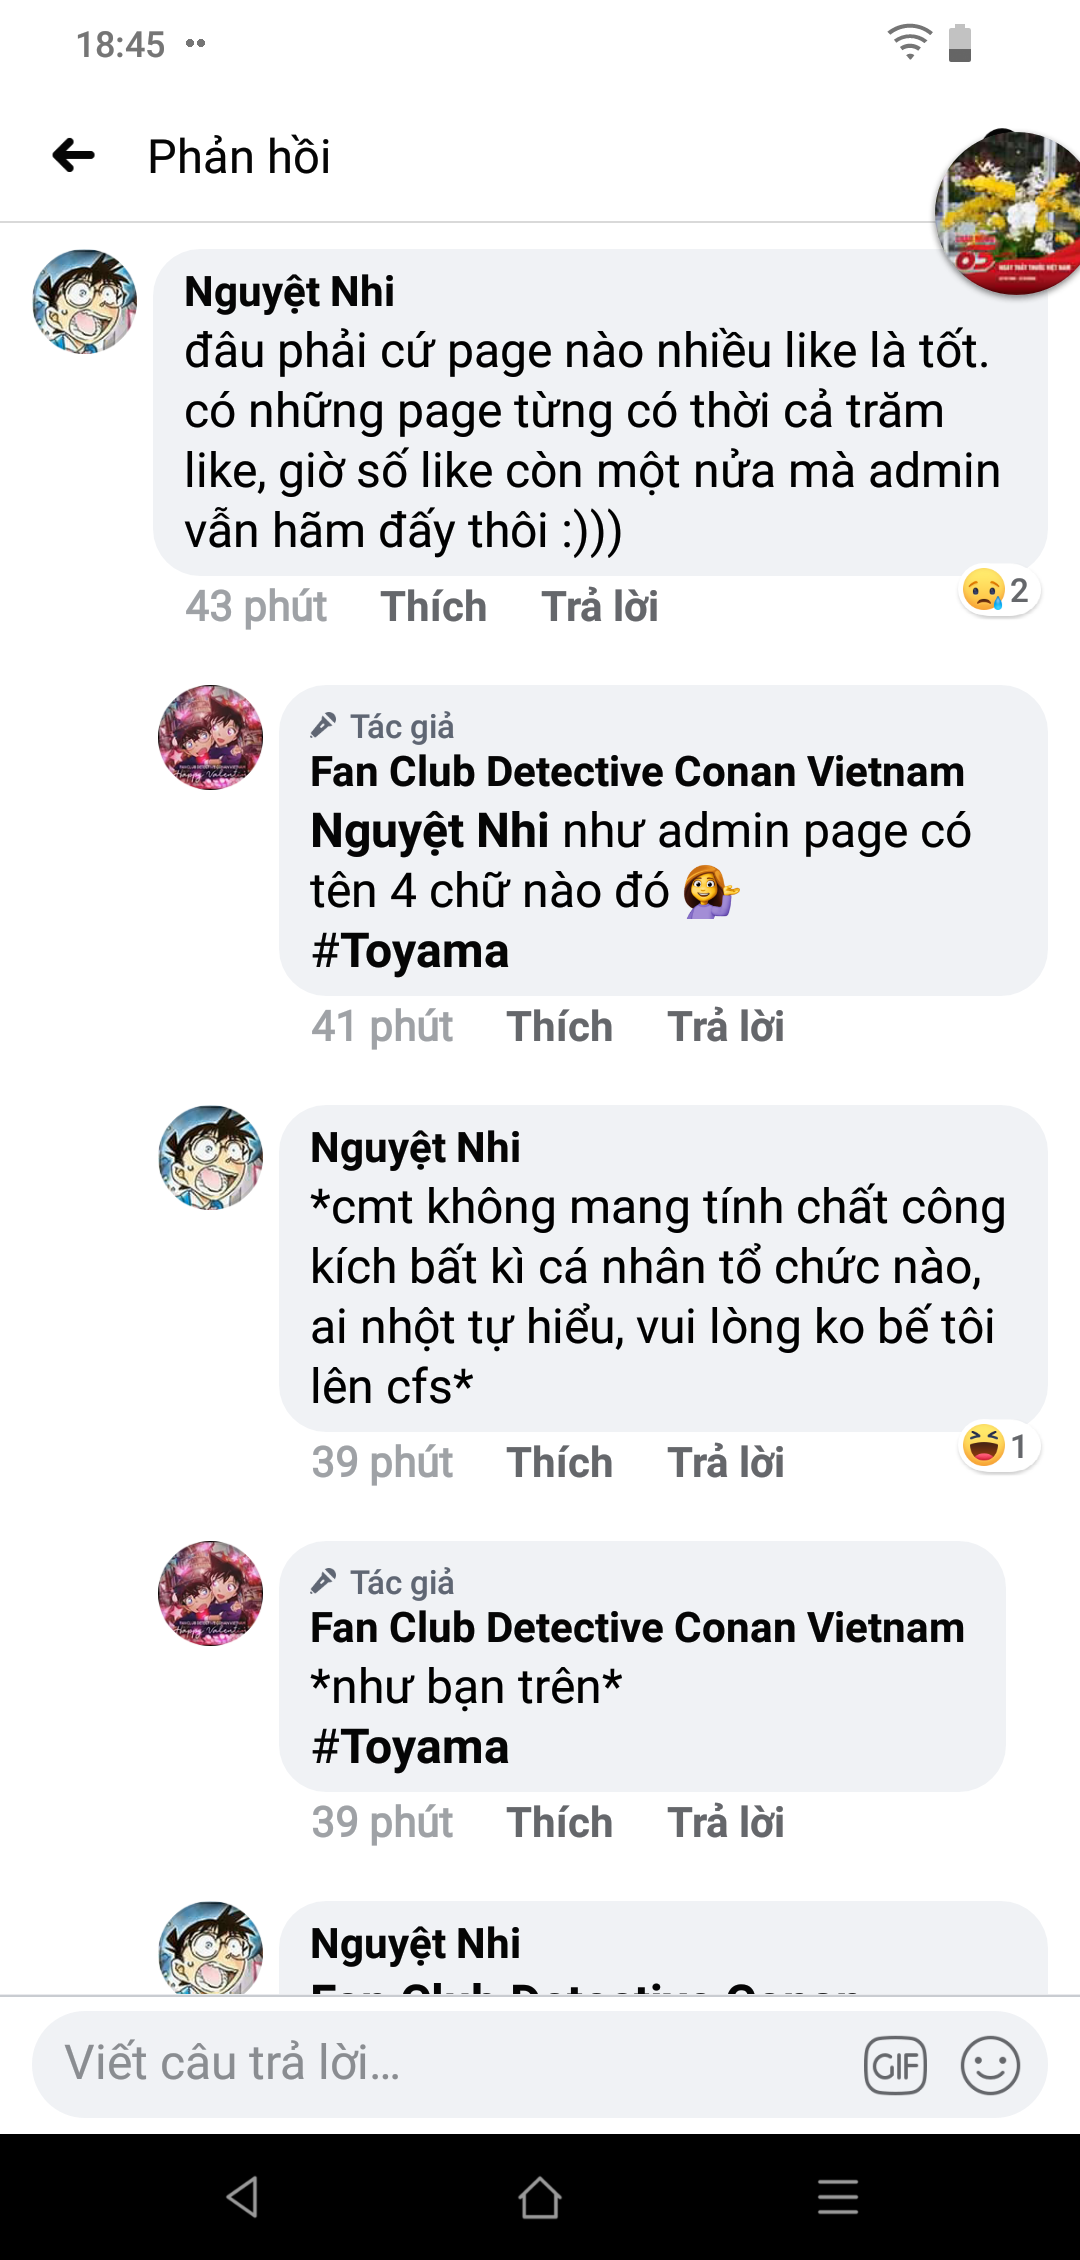 18:45
Phản hồi
Nguyệt Nhi
đâu phải cứ page nào nhiều like là tốt.
có những page từng có thời cả trăm
like, giờ số like còn một nửa mà admin
vẫn hãm đấy thôi :)))
43 phút Thích Trả lời 2
Tác giả
Fan Club Detective Conan Vietnam
Nguyệt Nhi như admin page có
tên 4 chữ nào đó 💁‍♀️
#Toyama
41 phút Thích Trả lời
Nguyệt Nhi
*cmt không mang tính chất công
kích bất kì cá nhân tổ chức nào,
ai nhột tự hiểu, vui lòng ko bế tôi
lên cfs*
39 phút Thích Trả lời 1
Tác giả
Fan Club Detective Conan Vietnam
*như bạn trên*
#Toyama
39 phút Thích Trả lời
Nguyệt Nhi
Fan Club Detective Conan
Viết câu trả lời...
GIF